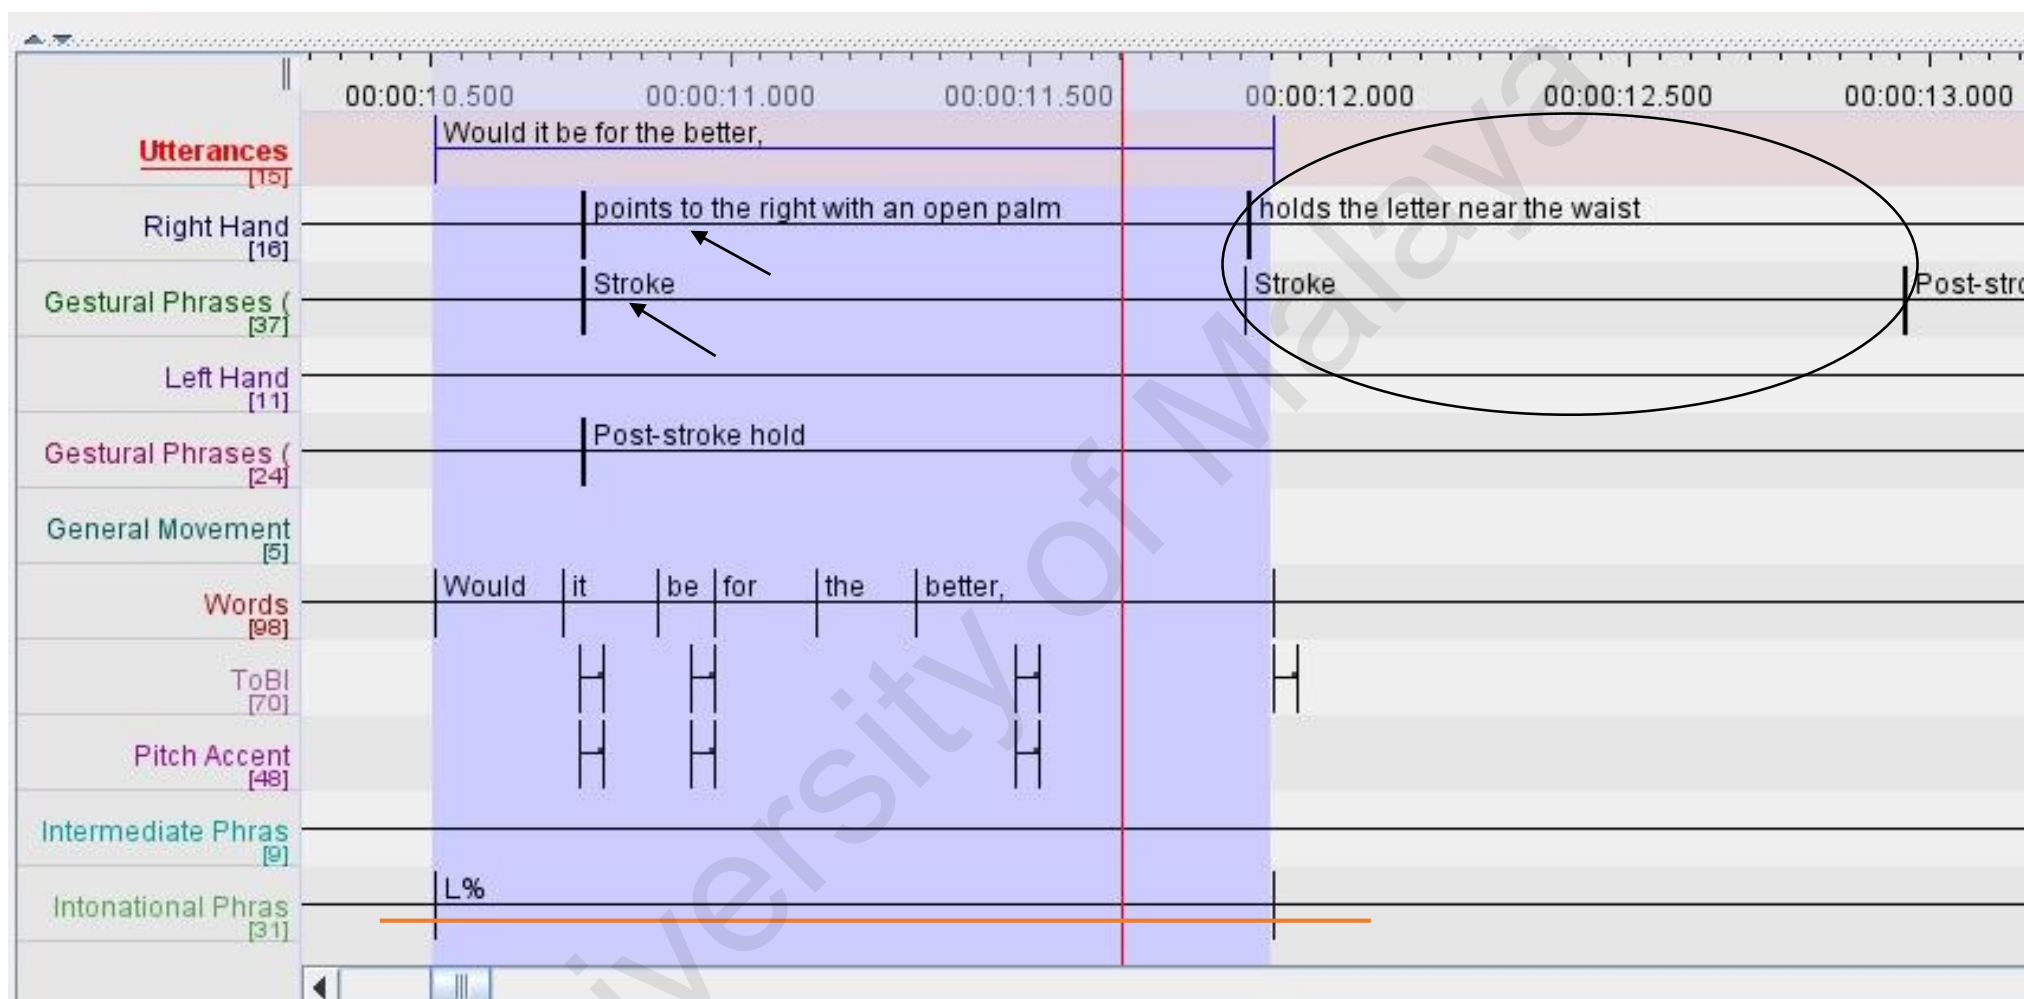 00:00:10.500 00:00:11.000 00:00:11.500 00:00:12.000 00:00:12.500 00:00:13.000
Utterances Would it be for the better,
[15]
Right Hand points to the right with an open palm holds the letter near the waist
[16]
Gestural Phrases ( Stroke Stroke Post-stro
[37]
Left Hand
[11]
Gestural Phrases ( Post-stroke hold
[24]
General Movement
[5]
Words Would it be for the better,
[98]
ToBI
[70]
Pitch Accent
[48]
Intermediate Phras
[9]
Intonational Phras L%
[31]
iversity of Malaya